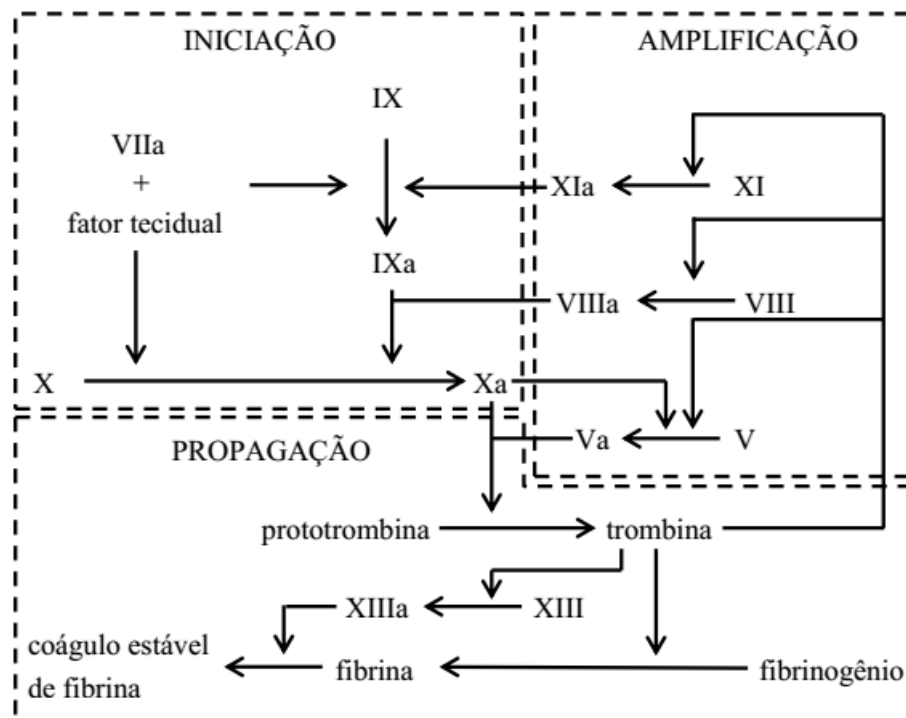 INICIAÇÃO
AMPLIFICAÇÃO
IX
VIIa
+
fator tecidual
XIa
XI
IXa
VIIIa
VIII
X
Xa
Va
V
PROPAGAÇÃO
prototrombina
trombina
XIIIa
XIII
coágulo estável
de fibrina
fibrina
fibrinogênio